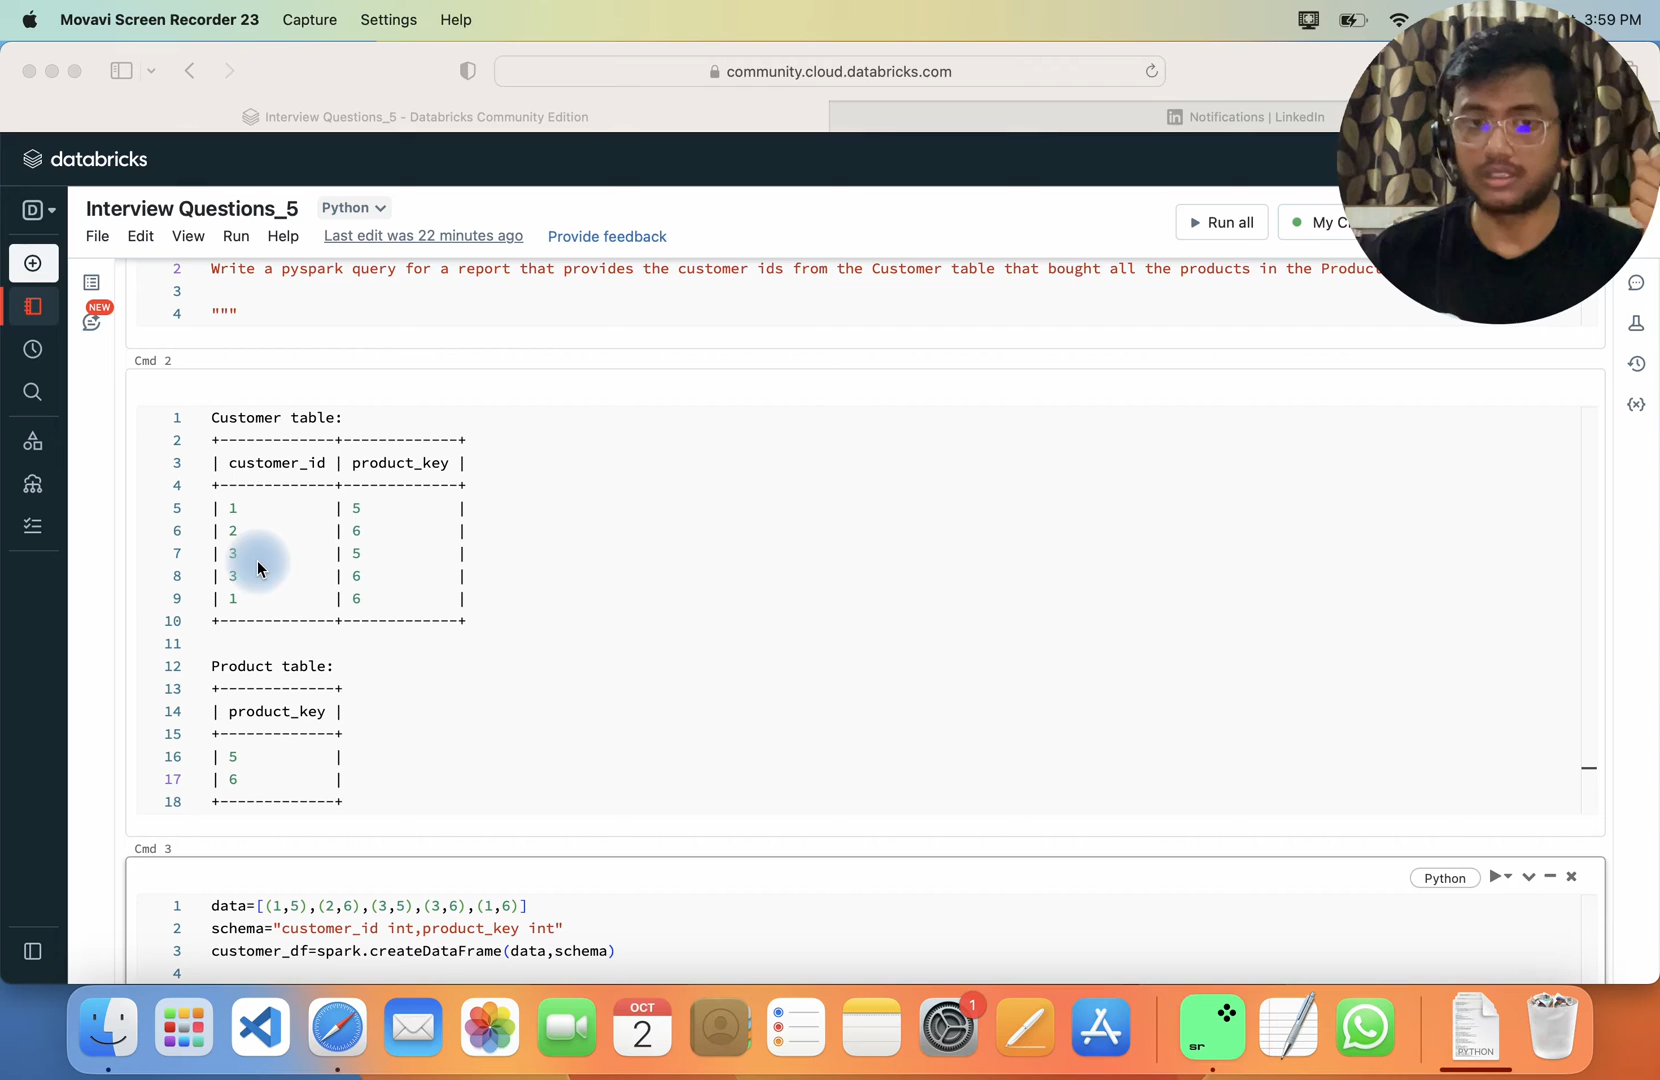 Movavi Screen Recorder 23 Capture Settings Help
3:59 PM
community.cloud.databricks.com
Interview Questions_5 - Databricks Community Edition
Notifications | LinkedIn
databricks
D
Interview Questions_5 Python
File Edit View Run Help Last edit was 22 minutes ago Provide feedback
Run all
My C
NEW
2 Write a pyspark query for a report that provides the customer ids from the Customer table that bought all the products in the Produc
3
4 """
Cmd 2
1 Customer table:
2 +-------------+-------------+
3 | customer_id | product_key |
4 +-------------+-------------+
5 | 1 | 5 |
6 | 2 | 6 |
7 | 3 | 5 |
8 | 3 | 6 |
9 | 1 | 6 |
10 +-------------+-------------+
11
12 Product table:
13 +-------------+
14 | product_key |
15 +-------------+
16 | 5 |
17 | 6 |
18 +-------------+
Cmd 3
Python
1 data=[(1,5),(2,6),(3,5),(3,6),(1,6)]
2 schema="customer_id int,product_key int"
3 customer_df=spark.createDataFrame(data,schema)
4
OCT
2
1
sr
PYTHON